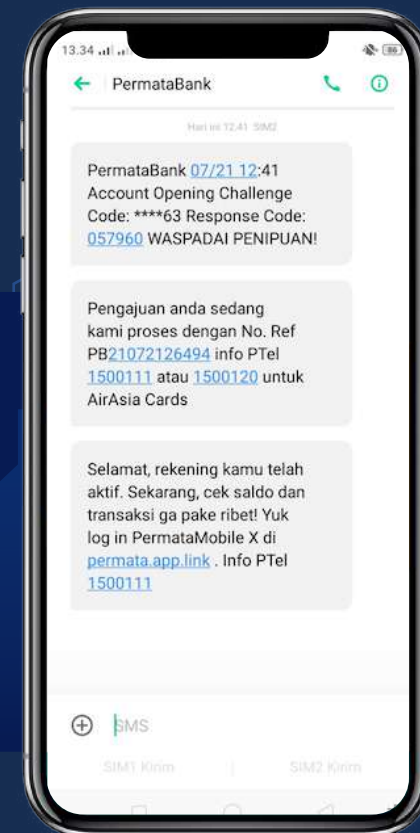 13.34
86
PermataBank
Hari ini 12.41 SIM2
PermataBank 07/21 12:41
Account Opening Challenge
Code: ****63 Response Code:
057960 WASPADAI PENIPUAN!
Pengajuan anda sedang
kami proses dengan No. Ref
PB21072126494 info PTel
1500111 atau 1500120 untuk
AirAsia Cards
Selamat, rekening kamu telah
aktif. Sekarang, cek saldo dan
transaksi ga pake ribet! Yuk
log in PermataMobile X di
permata.app.link . Info PTel
1500111
SMS
SIM1 Kirim | SIM2 Kirim